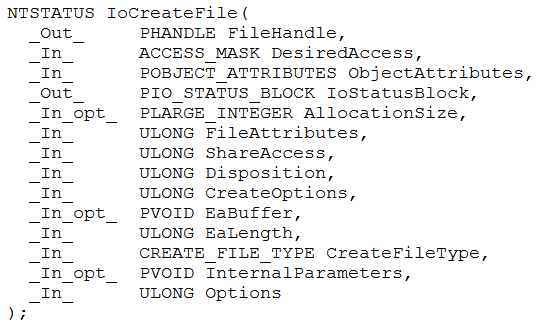 NTSTATUS IoCreateFile(
  _Out_     PHANDLE FileHandle,
  _In_      ACCESS_MASK DesiredAccess,
  _In_      POBJECT_ATTRIBUTES ObjectAttributes,
  _Out_     PIO_STATUS_BLOCK IoStatusBlock,
  _In_opt_  PLARGE_INTEGER AllocationSize,
  _In_      ULONG FileAttributes,
  _In_      ULONG ShareAccess,
  _In_      ULONG Disposition,
  _In_      ULONG CreateOptions,
  _In_opt_  PVOID EaBuffer,
  _In_      ULONG EaLength,
  _In_      CREATE_FILE_TYPE CreateFileType,
  _In_opt_  PVOID InternalParameters,
  _In_      ULONG Options
);